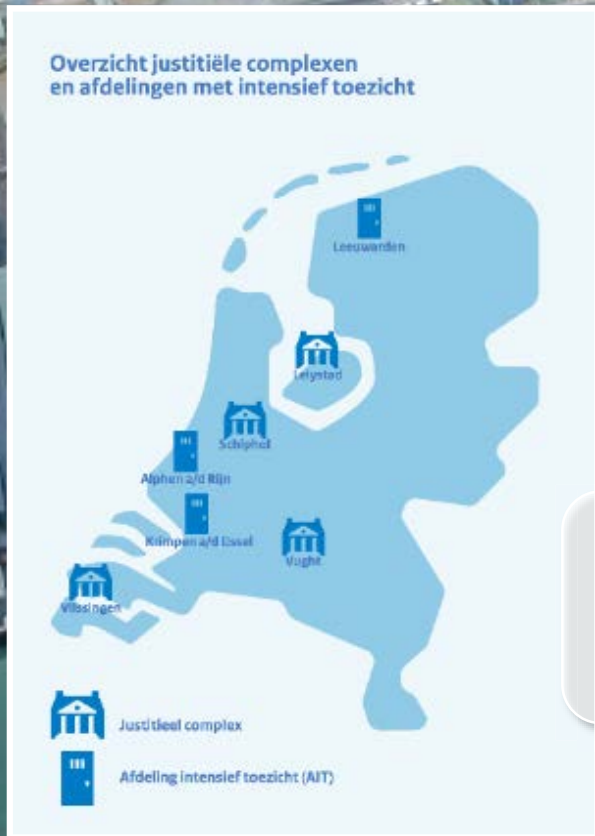 Overzicht justitiële complexen
en afdelingen met intensief toezicht
Leeuwarden
Lelystad
Schiphol
Alphen a/d Rijn
Krimpen a/d IJssel
Vught
Vlissingen
Justitieel complex
Afdeling intensief toezicht (AIT)